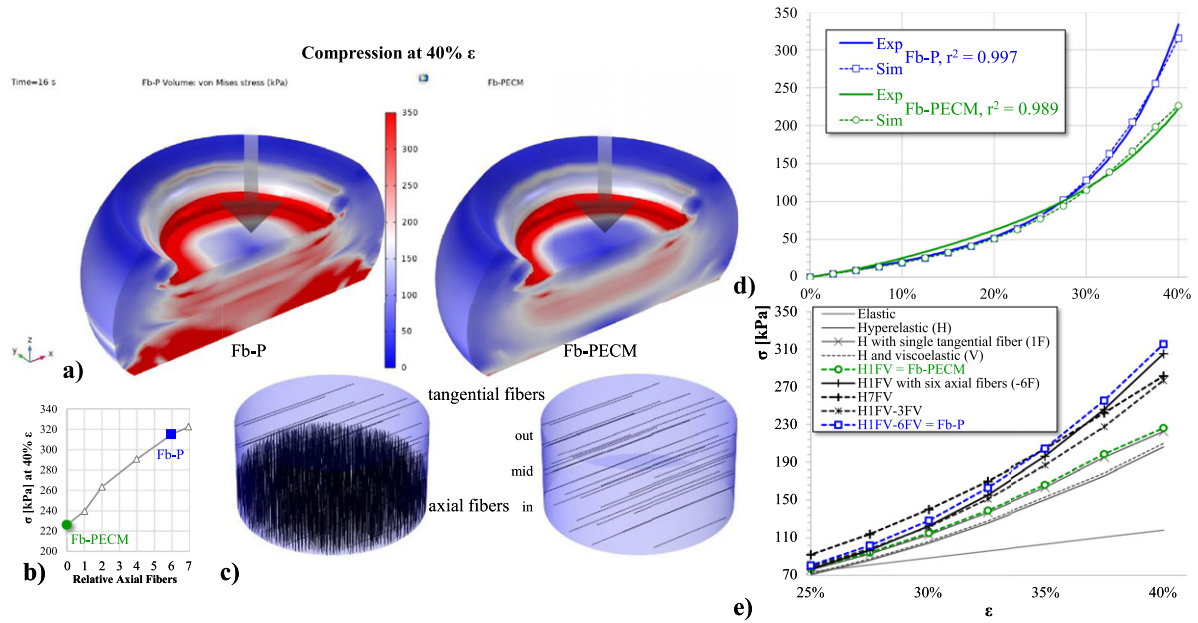 Compression at 40% ε
Time=16 s
Fb-P Volume: von Mises stress (kPa)
Fb-PECM
350
300
250
200
150
100
50
0
z
y
x
a)
Fb-P
Fb-PECM
σ [kPa] at 40% ε
340
320
300
280
260
240
220
200
Fb-P
Fb-PECM
0 1 2 3 4 5 6 7
Relative Axial Fibers
b)
tangential fibers
out
mid
in
axial fibers
c)
350
300
250
200
150
100
50
0
Exp
Fb-P, r² = 0.997
Sim
Exp
Fb-PECM, r² = 0.989
Sim
0% 10% 20% 30% 40%
d)
σ [kPa]
Elastic
Hyperelastic (H)
H with single tangential fiber (1F)
H and viscoelastic (V)
H1FV = Fb-PECM
H1FV with six axial fibers (-6F)
H7FV
H1FV-3FV
H1FV-6FV = Fb-P
350
310
270
230
190
150
110
70
25% 30% 35% 40%
ε
e)